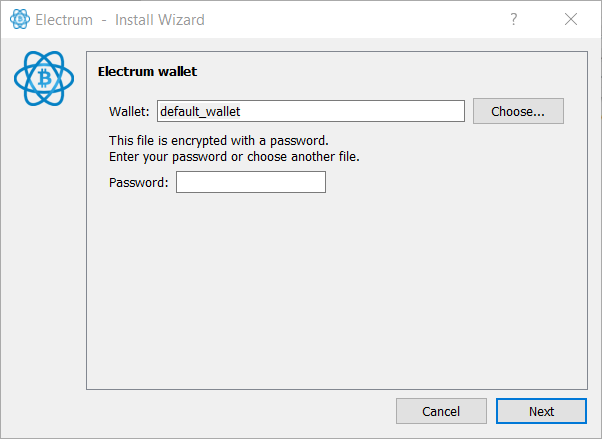 Electrum - Install Wizard
Electrum wallet
Wallet: default_wallet Choose...
This file is encrypted with a password.
Enter your password or choose another file.
Password:
Cancel Next